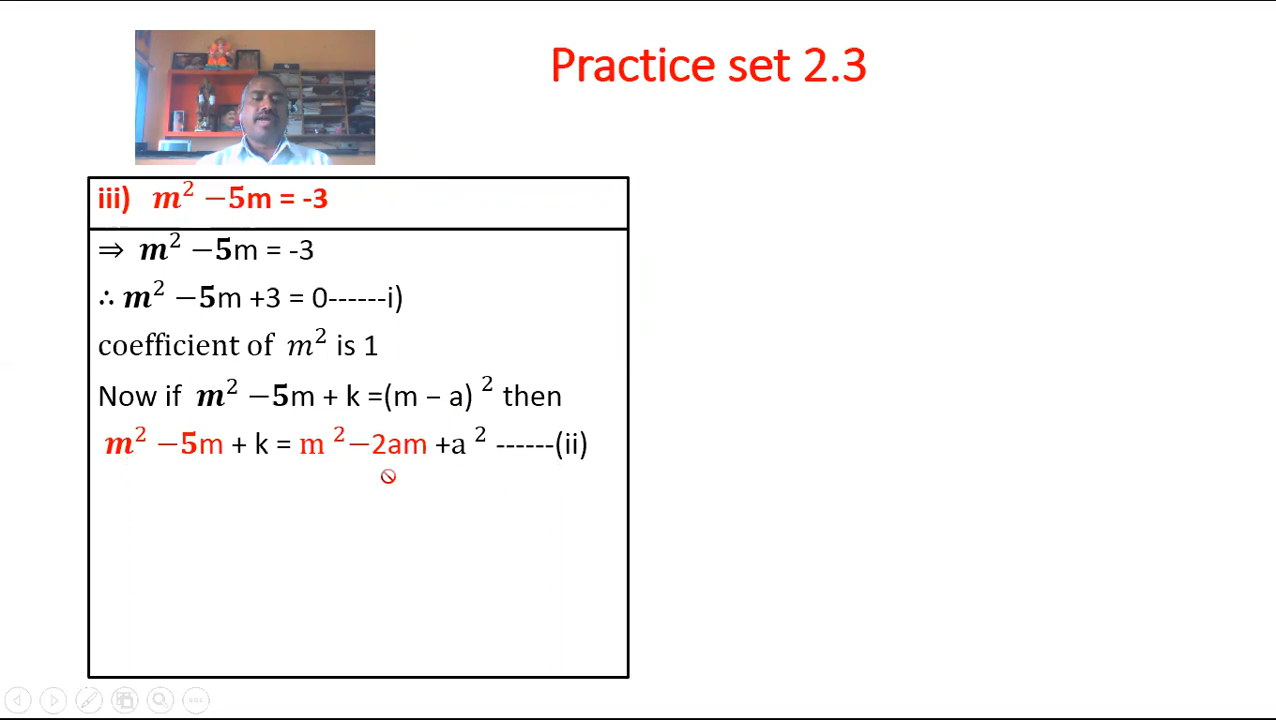 Practice set 2.3
iii) m² −5m = -3
⇒ m² −5m = -3
∴ m² −5m +3 = 0------i)
coefficient of m² is 1
Now if m² −5m + k =(m − a) ² then
m² −5m + k = m ²−2am +a ² ------(ii)